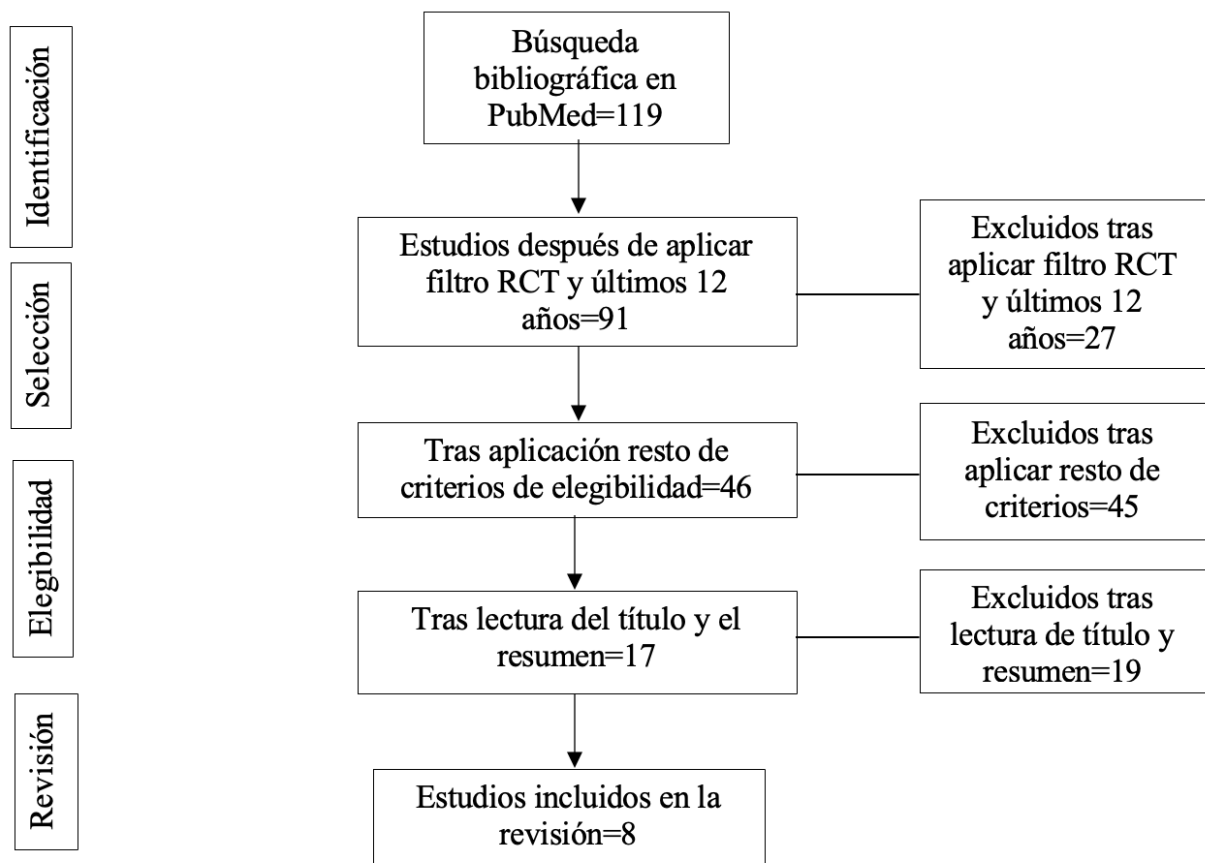 Identificación
Búsqueda
bibliográfica en
PubMed=119
Estudios después de aplicar
filtro RCT y últimos 12
años=91
Excluidos tras
aplicar filtro RCT
y últimos 12
años=27
Selección
Tras aplicación resto de
criterios de elegibilidad=46
Excluidos tras
aplicar resto de
criterios=45
Elegibilidad
Tras lectura del título y el
resumen=17
Excluidos tras
lectura de título y
resumen=19
Revisión
Estudios incluidos en la
revisión=8